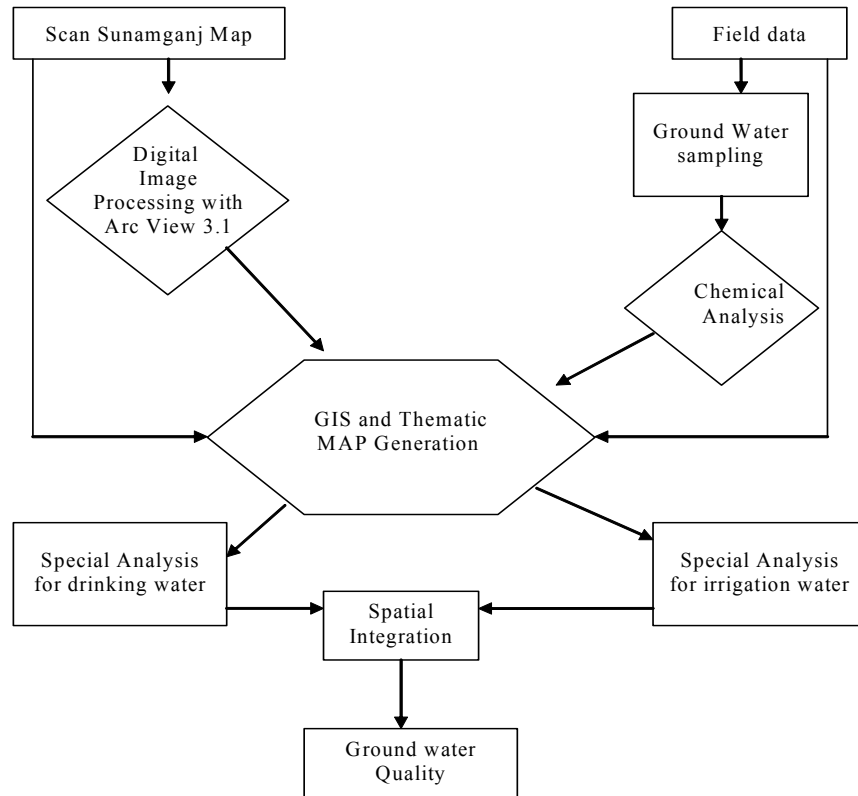 Scan Sunamganj Map
Field data
Digital
Image
Processing with
Arc View 3.1
Ground Water
sampling
Chemical
Analysis
GIS and Thematic
MAP Generation
Special Analysis
for drinking water
Special Analysis
for irrigation water
Spatial
Integration
Ground water
Quality